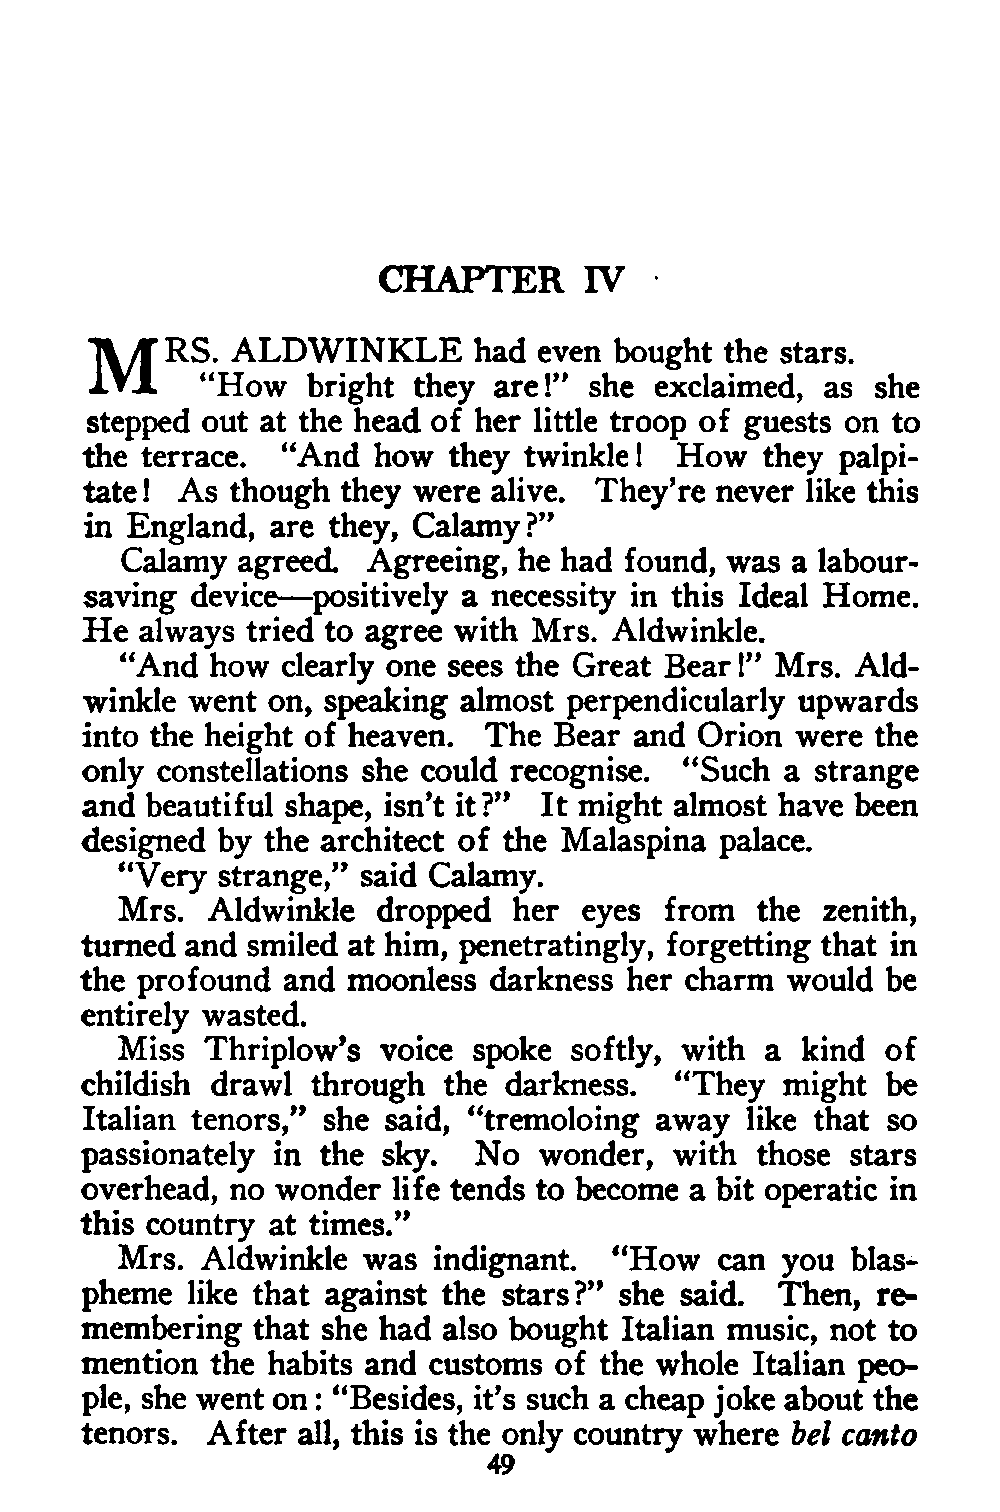 CHAPTER IV
MRS. ALDWINKLE had even bought the stars.
“How bright they are!” she exclaimed, as she
stepped out at the head of her little troop of guests on to
the terrace. “And how they twinkle! How they palpi-
tate! As though they were alive. They’re never like this
in England, are they, Calamy?”
Calamy agreed. Agreeing, he had found, was a labour-
saving device—positively a necessity in this Ideal Home.
He always tried to agree with Mrs. Aldwinkle.
“And how clearly one sees the Great Bear!” Mrs. Ald-
winkle went on, speaking almost perpendicularly upwards
into the height of heaven. The Bear and Orion were the
only constellations she could recognise. “Such a strange
and beautiful shape, isn’t it?” It might almost have been
designed by the architect of the Malaspina palace.
“Very strange,” said Calamy.
Mrs. Aldwinkle dropped her eyes from the zenith,
turned and smiled at him, penetratingly, forgetting that in
the profound and moonless darkness her charm would be
entirely wasted.
Miss Thriplow’s voice spoke softly, with a kind of
childish drawl through the darkness. “They might be
Italian tenors,” she said, “tremoloing away like that so
passionately in the sky. No wonder, with those stars
overhead, no wonder life tends to become a bit operatic in
this country at times.”
Mrs. Aldwinkle was indignant. “How can you blas-
pheme like that against the stars?” she said. Then, re-
membering that she had also bought Italian music, not to
mention the habits and customs of the whole Italian peo-
ple, she went on: “Besides, it’s such a cheap joke about the
tenors. After all, this is the only country where bel canto
49